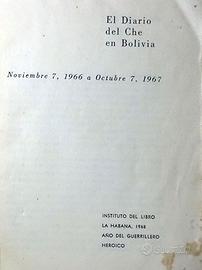 El Diario
del Che
en Bolivia
Noviembre 7, 1966 a Octubre 7, 1967
INSTITUTO DEL LIBRO
LA HABANA, 1968
AÑO DEL GUERRILLERO
HEROICO
subito